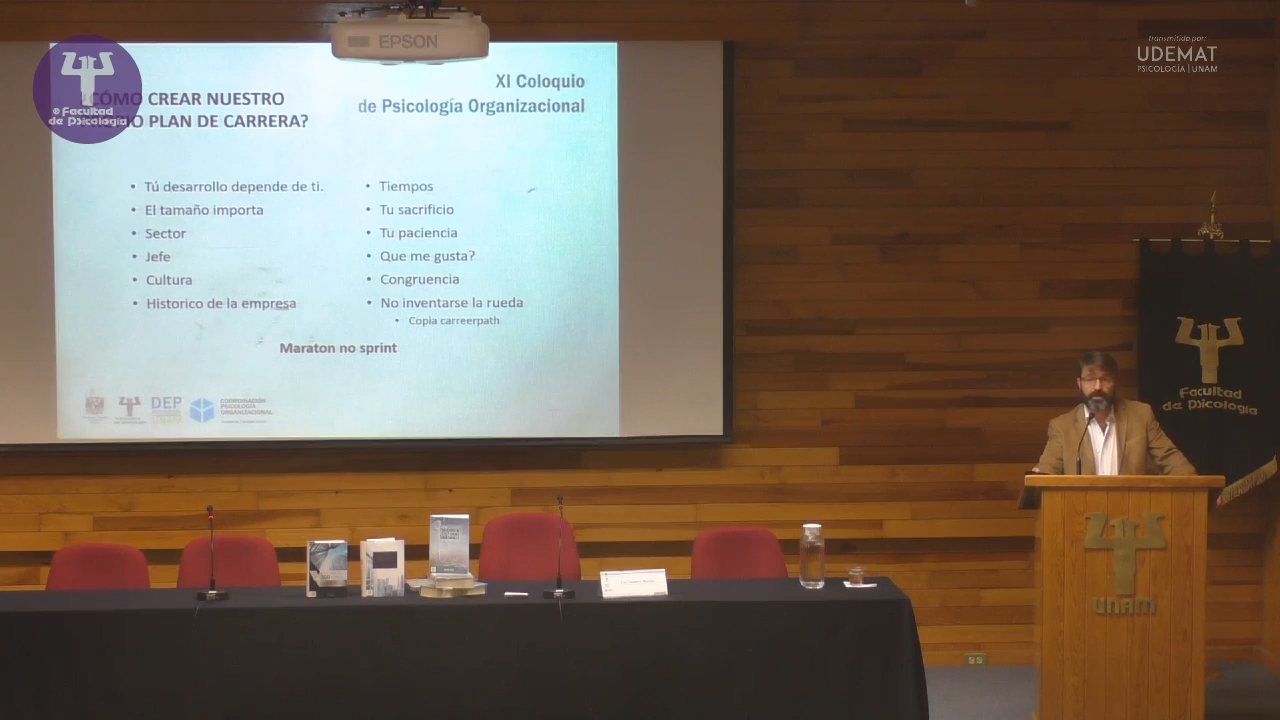 EPSON
transmitido por:
UDEMAT
PSICOLOGÍA | UNAM
© Facultad
de Psicología
¿CÓMO CREAR NUESTRO
PLAN DE CARRERA?
XI Coloquio
de Psicología Organizacional
• Tú desarrollo depende de ti.
• El tamaño importa
• Sector
• Jefe
• Cultura
• Historico de la empresa
• Tiempos
• Tu sacrificio
• Tu paciencia
• Que me gusta?
• Congruencia
• No inventarse la rueda
• Copia carreerpath
Maraton no sprint
DEP
COORDINACIÓN
PSICOLOGÍA
ORGANIZACIONAL
Facultad
de Psicología
UNAM